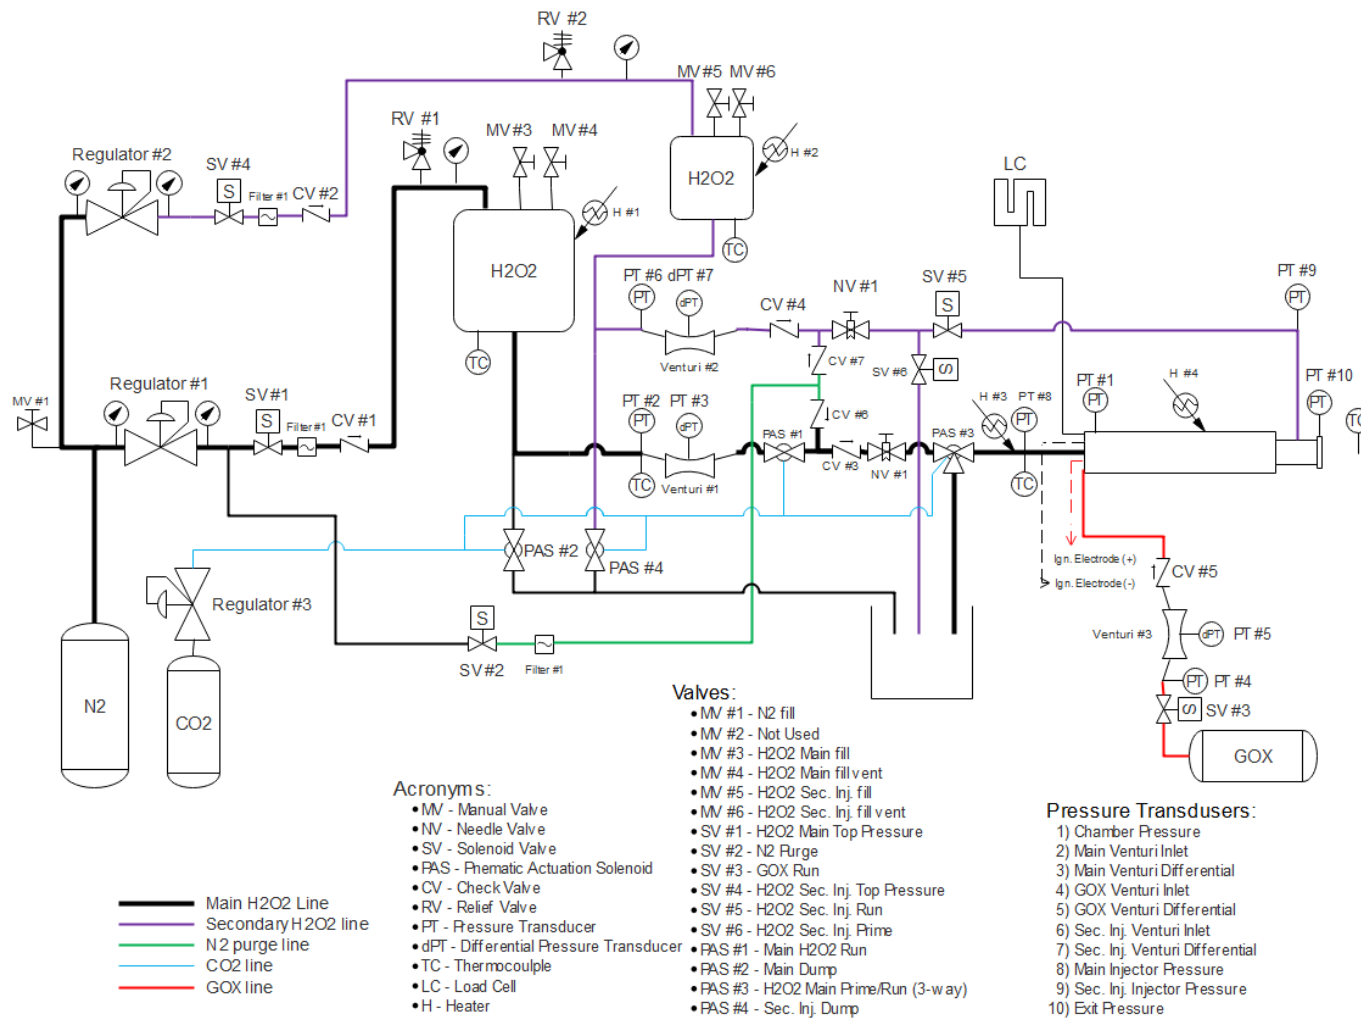 RV #2
MV #5 MV #6
RV #1
MV #3 MV #4
Regulator #2
SV #4
Filter #1
CV #2
S
H #2
H2O2
LC
H #1
TC
H2O2
PT #6 dPT #7
PT
dPT
CV #4
NV #1
SV #5
S
PT #9
PT
Venturi #2
CV #7
SV #6
S
TC
Regulator #1
MV #1
SV #1
S
Filter #1
CV #1
PT #2 PT #3
PT
dPT
CV #6
H #3
PT #8
PT
PT #1
PT
H #4
PT #10
PT
TC
PAS #1
PAS #3
Venturi #1
TC
CV #3
NV #1
TC
PAS #2
PAS #4
Ign. Electrode (+)
Ign. Electrode (-)
CV #5
Regulator #3
S
SV #2
Filter #1
Venturi #3
dPT
PT #5
PT
PT #4
S
SV #3
N2
CO2
GOX
Valves:
• MV #1 - N2 fill
• MV #2 - Not Used
• MV #3 - H2O2 Main fill
• MV #4 - H2O2 Main fill vent
• MV #5 - H2O2 Sec. Inj. fill
• MV #6 - H2O2 Sec. Inj. fill vent
• SV #1 - H2O2 Main Top Pressure
• SV #2 - N2 Purge
• SV #3 - GOX Run
• SV #4 - H2O2 Sec. Inj. Top Pressure
• SV #5 - H2O2 Sec. Inj. Run
• SV #6 - H2O2 Sec. Inj. Prime
• PAS #1 - Main H2O2 Run
• PAS #2 - Main Dump
• PAS #3 - H2O2 Main Prime/Run (3-way)
• PAS #4 - Sec. Inj. Dump
Acronyms:
• MV - Manual Valve
• NV - Needle Valve
• SV - Solenoid Valve
• PAS - Pnematic Actuation Solenoid
• CV - Check Valve
• RV - Relief Valve
• PT - Pressure Transducer
• dPT - Differential Pressure Transducer
• TC - Thermocoulple
• LC - Load Cell
• H - Heater
Pressure Transdusers:
1) Chamber Pressure
2) Main Venturi Inlet
3) Main Venturi Differential
4) GOX Venturi Inlet
5) GOX Venturi Differential
6) Sec. Inj. Venturi Inlet
7) Sec. Inj. Venturi Differential
8) Main Injector Pressure
9) Sec. Inj. Injector Pressure
10) Exit Pressure
Main H2O2 Line
Secondary H2O2 line
N2 purge line
CO2 line
GOX line